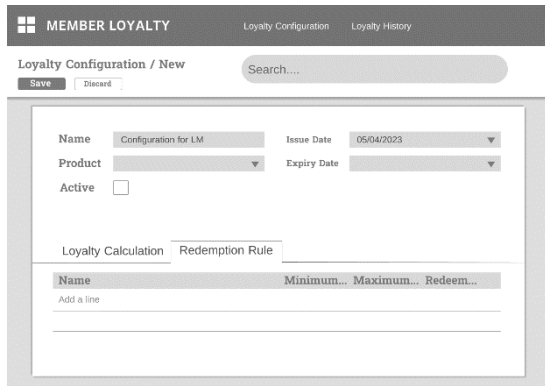 MEMBER LOYALTY Loyalty Configuration Loyalty History
Loyalty Configuration / New
Search....
Save Discard
Name Configuration for LM Issue Date 05/04/2023
Product Expiry Date
Active
Loyalty Calculation Redemption Rule
Name Minimum... Maximum... Redeem...
Add a line